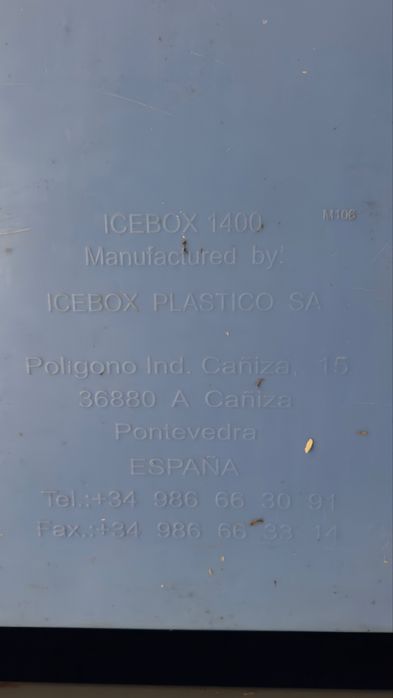 ICEBOX 1400
M106
Manufactured by:
ICEBOX PLASTICO SA
Poligono Ind. Cañiza, 15
36880 A Cañiza
Pontevedra
ESPAÑA
Tel.:+34 986 66 30 91
Fax.:+34 986 66 33 14